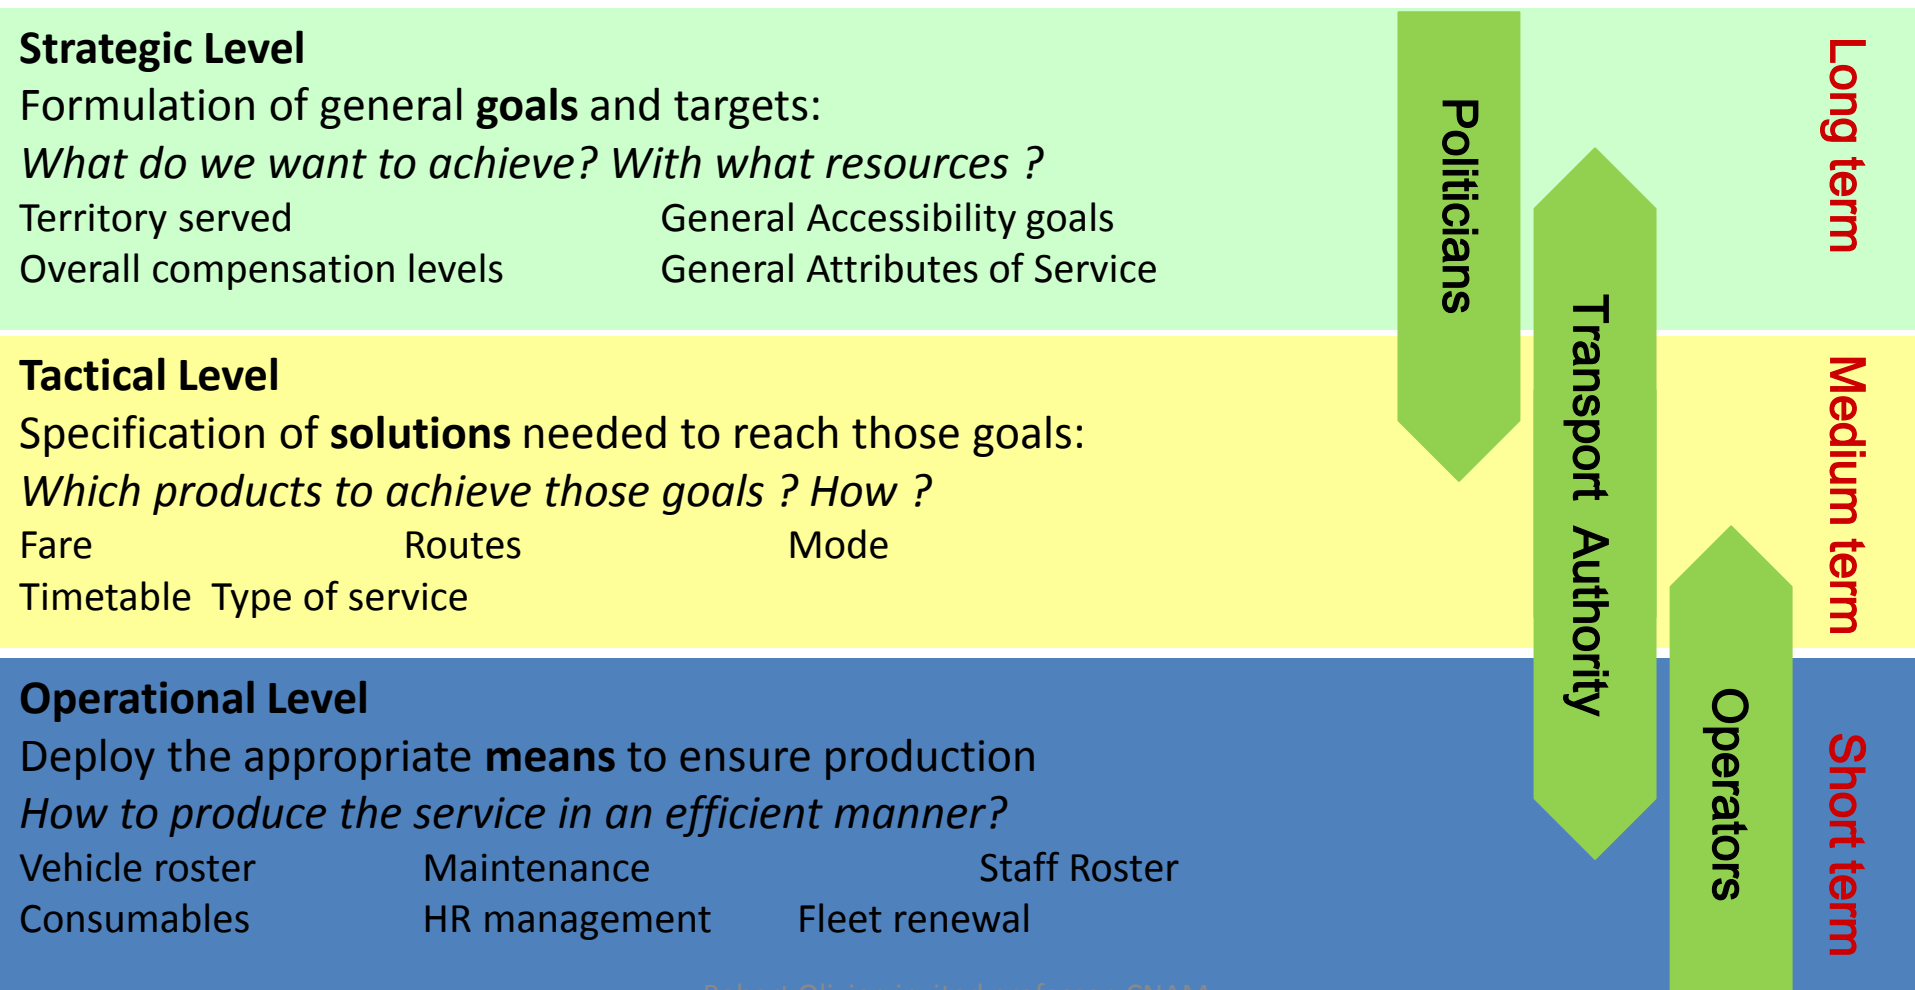 Strategic Level
Formulation of general goals and targets:
What do we want to achieve? With what resources ?
Territory served General Accessibility goals
Overall compensation levels General Attributes of Service
Tactical Level
Specification of solutions needed to reach those goals:
Which products to achieve those goals ? How ?
Fare Routes Mode
Timetable Type of service
Operational Level
Deploy the appropriate means to ensure production
How to produce the service in an efficient manner?
Vehicle roster Maintenance Staff Roster
Consumables HR management Fleet renewal
Politicians
Transport Authority
Operators
Long term
Medium term
Short term